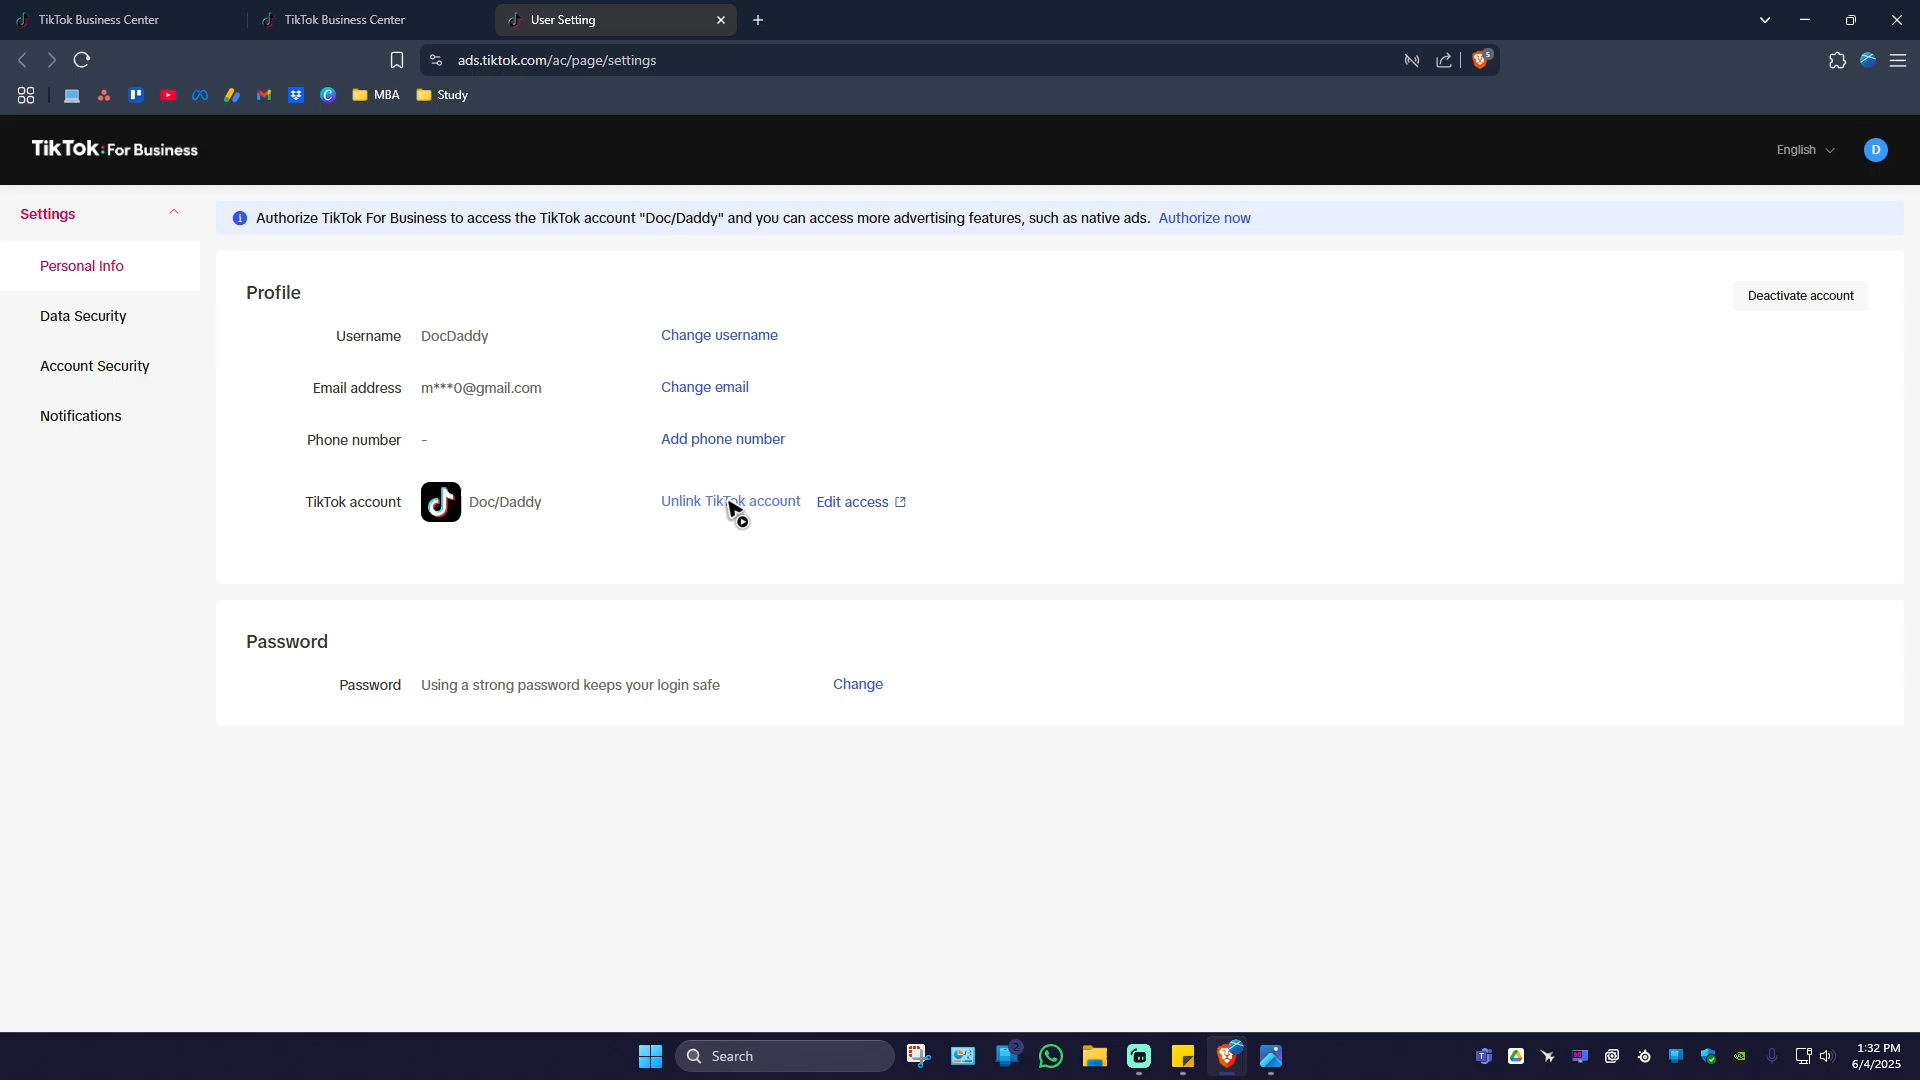 TikTok Business Center
TikTok Business Center
User Setting
ads.tiktok.com/ac/page/settings
5
MBA
Study
TikTok: For Business
English
D
Settings
Personal Info
Data Security
Account Security
Notifications
Authorize TikTok For Business to access the TikTok account "Doc/Daddy" and you can access more advertising features, such as native ads. Authorize now
Profile
Deactivate account
Username DocDaddy Change username
Email address m***0@gmail.com Change email
Phone number - Add phone number
TikTok account Doc/Daddy Unlink TikTok account Edit access
Password
Password Using a strong password keeps your login safe Change
Search
2
1:32 PM
6/4/2025